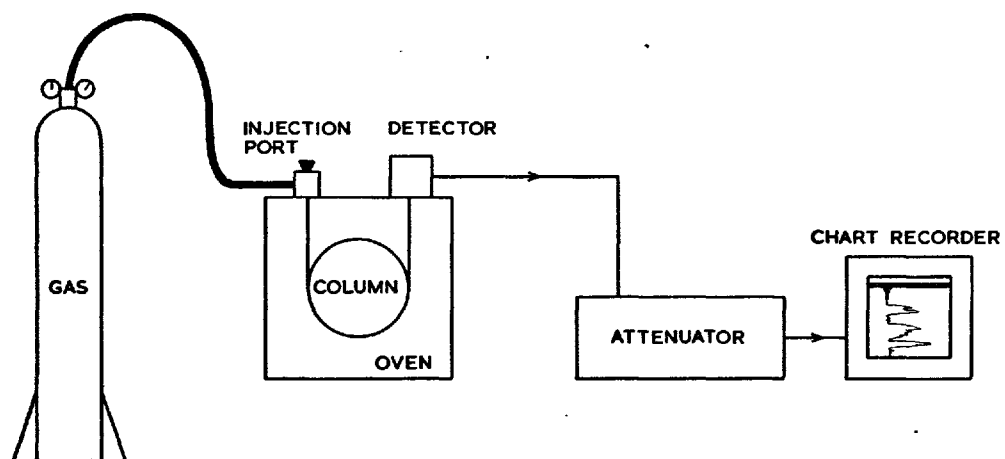 GAS
INJECTION
PORT
DETECTOR
COLUMN
OVEN
ATTENUATOR
CHART RECORDER